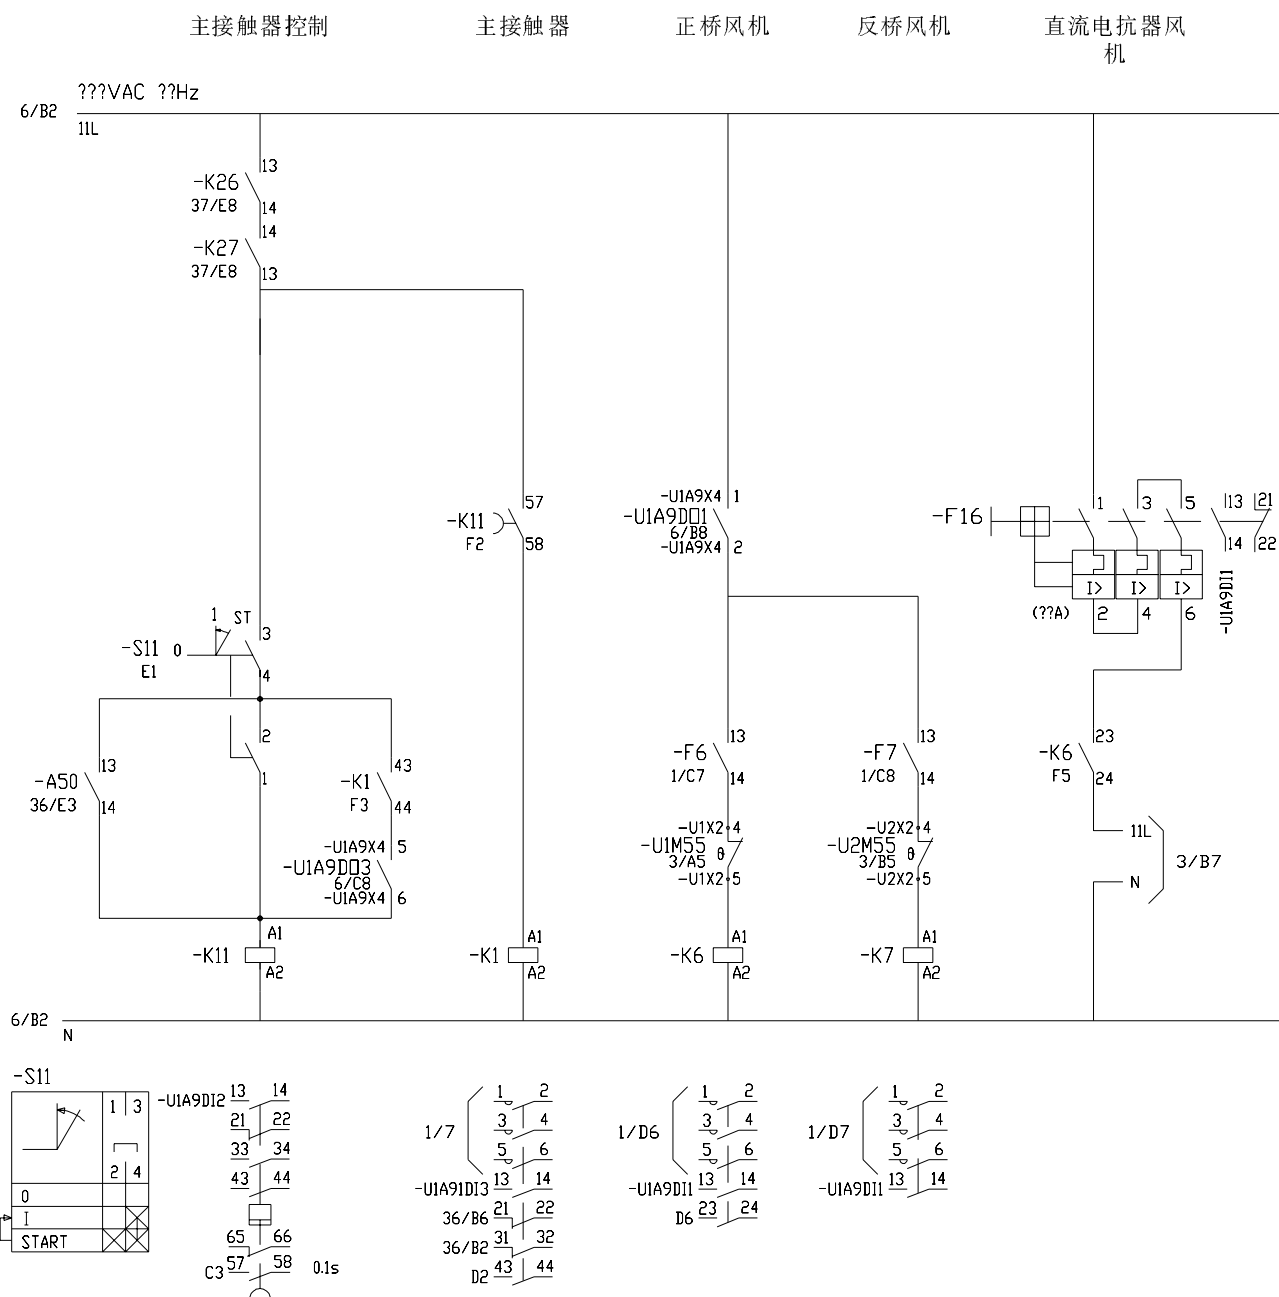 主接触器控制
主接触器
正桥风机
反桥风机
直流电抗器风
机
???VAC ??Hz
6/B2
11L
13
-K26
37/E8
14
14
-K27
37/E8
13
57
-K11
F2
58
-U1A9X4 1
-U1A9DO1
6/B8
-U1A9X4 2
-F16
1
3
5
13
21
14
22
I>
I>
I>
(??A)
2
4
6
-U1A9DI1
1
ST
3
-S11 0
E1
4
2
1
13
-A50
36/E3
14
43
-K1
F3
44
-U1A9X4 5
-U1A9DO3
6/C8
-U1A9X4 6
13
-F6
1/C7
14
-U1X2 4
-U1M55
3/A5
θ
-U1X2 5
13
-F7
1/C8
14
-U2X2 4
-U2M55
3/B5
θ
-U2X2 5
23
-K6
F5
24
11L
3/B7
N
A1
-K11
A2
A1
-K1
A2
A1
-K6
A2
A1
-K7
A2
6/B2
N
-S11
1 3
2 4
0
I
START
-U1A9DI2 13 14
21 22
33 34
43 44
65 66
C3 57 58 0.1s
1/7
1 2
3 4
5 6
-U1A91DI3 13 14
36/B6 21 22
36/B2 31 32
D2 43 44
1/D6
1 2
3 4
5 6
-U1A9DI1 13 14
D6 23 24
1/D7
1 2
3 4
5 6
-U1A9DI1 13 14